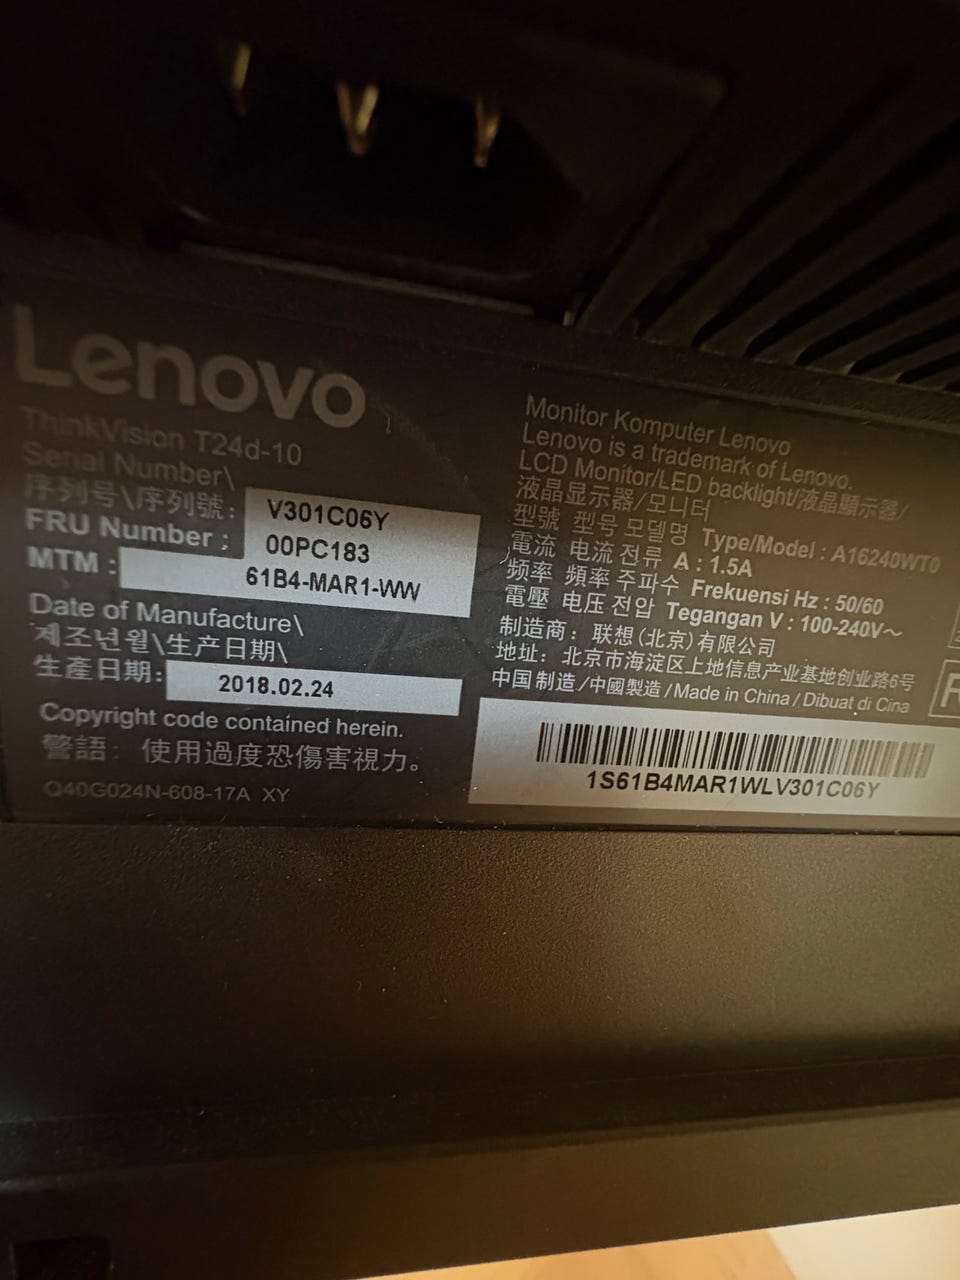 Lenovo
ThinkVision T24d-10
Serial Number\
序列号\序列號: V301C06Y
FRU Number : 00PC183
MTM : 61B4-MAR1-WW
Date of Manufacture\
제조년월\生产日期\
生產日期: 2018.02.24
Copyright code contained herein.
警語: 使用過度恐傷害視力。
Q40G024N-608-17A XY
Monitor Komputer Lenovo
Lenovo is a trademark of Lenovo.
LCD Monitor/LED backlight/液晶顯示器/
液晶显示器/모니터
型號 型号 모델명 Type/Model : A16240WT0
電流 电流 전류 A : 1.5A
频率 頻率 주파수 Frekuensi Hz : 50/60
電壓 电压 전압 Tegangan V : 100-240V~
制造商: 联想(北京)有限公司
地址: 北京市海淀区上地信息产业基地创业路6号
中国制造/中國製造/Made in China/Dibuat di Cina
1S61B4MAR1WLV301C06Y